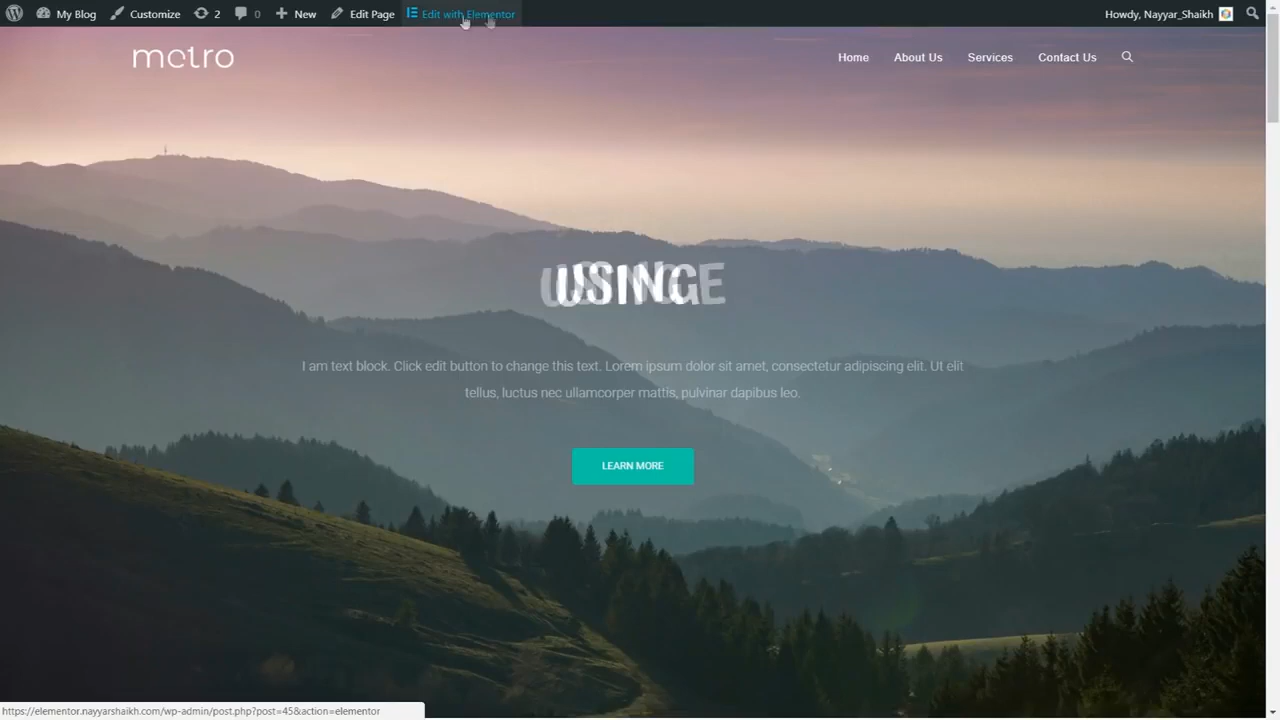 My Blog Customize 2 0 New Edit Page Edit with Elementor Howdy, Nayyar_Shaikh
metro Home About Us Services Contact Us
USING
I am text block. Click edit button to change this text. Lorem ipsum dolor sit amet, consectetur adipiscing elit. Ut elit
tellus, luctus nec ullamcorper mattis, pulvinar dapibus leo.
LEARN MORE
https://elementor.nayyarshaikh.com/wp-admin/post.php?post=45&action=elementor